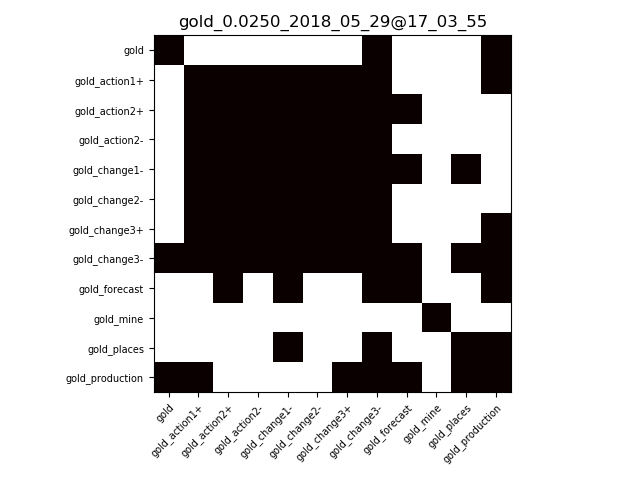 gold_0.0250_2018_05_29@17_03_55
gold
gold_action1+
gold_action2+
gold_action2-
gold_change1-
gold_change2-
gold_change3+
gold_change3-
gold_forecast
gold_mine
gold_places
gold_production
gold
gold_action1+
gold_action2+
gold_action2-
gold_change1-
gold_change2-
gold_change3+
gold_change3-
gold_forecast
gold_mine
gold_places
gold_production